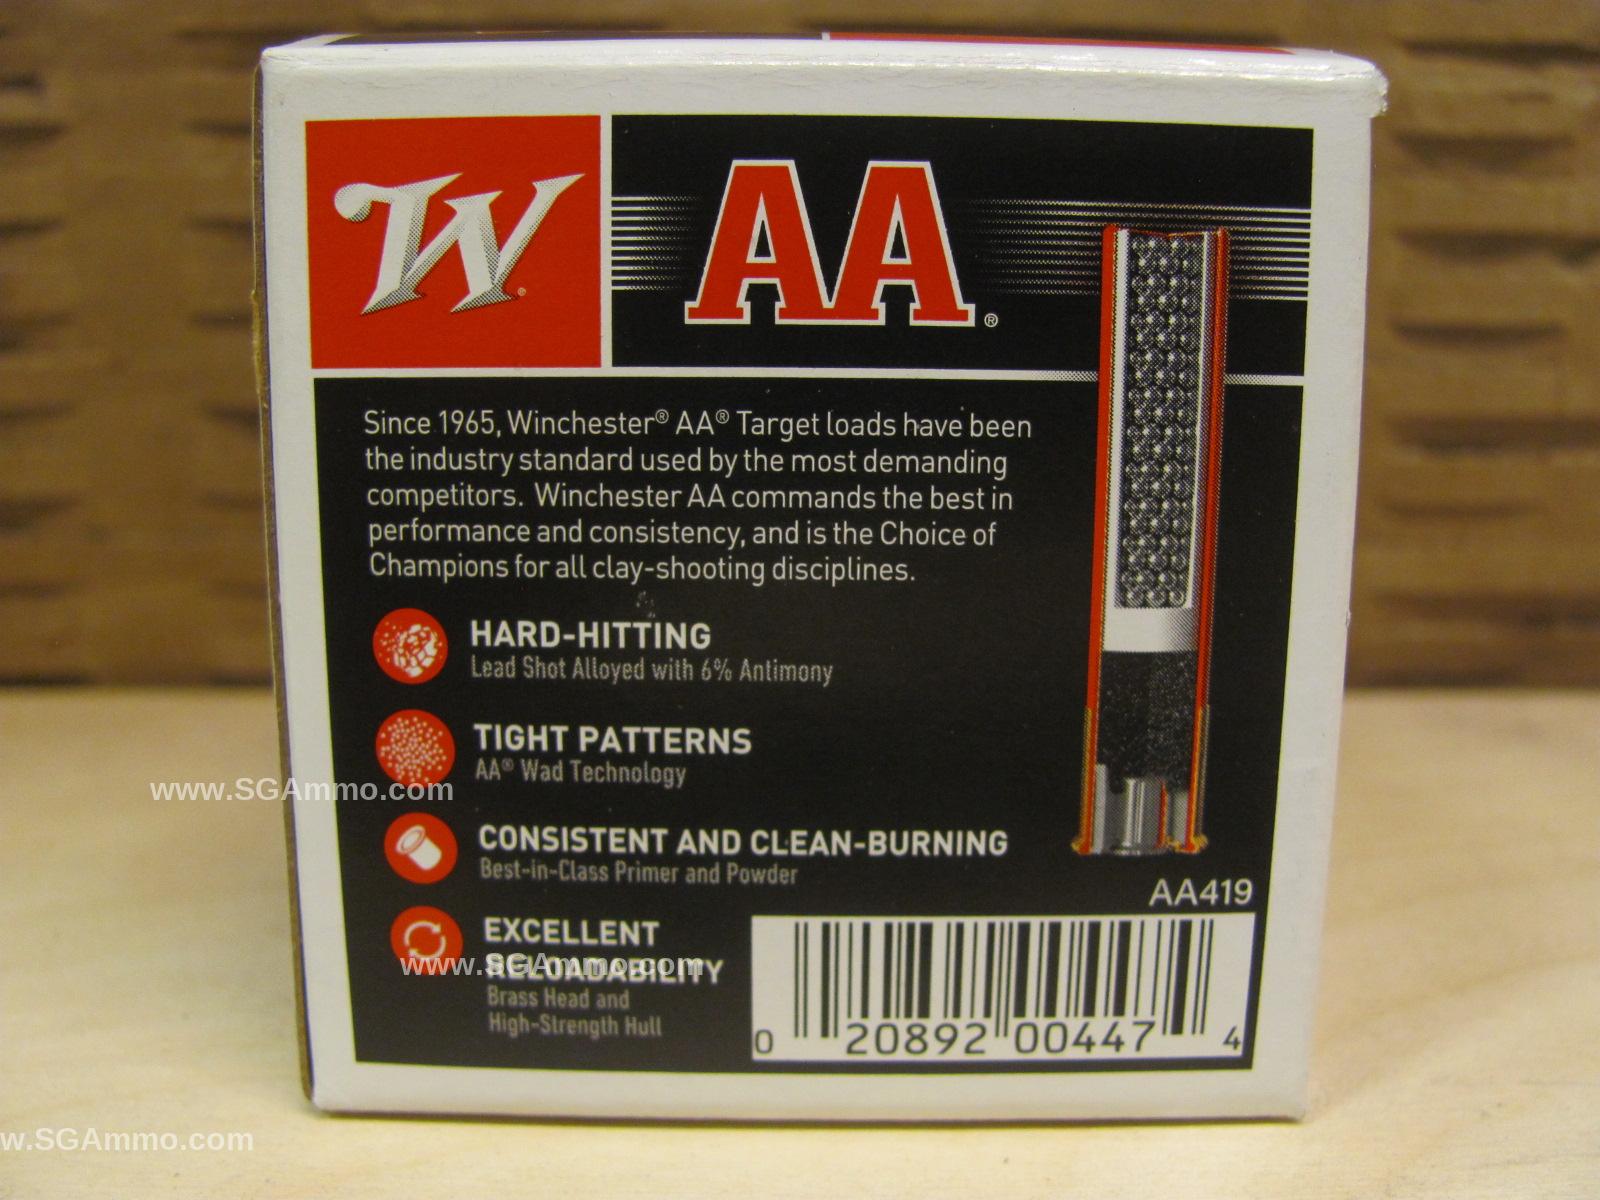 W®
AA®
Since 1965, Winchester® AA® Target loads have been
the industry standard used by the most demanding
competitors. Winchester AA commands the best in
performance and consistency, and is the Choice of
Champions for all clay-shooting disciplines.
HARD-HITTING
Lead Shot Alloyed with 6% Antimony
TIGHT PATTERNS
AA® Wad Technology
www.SGAmmo.com
CONSISTENT AND CLEAN-BURNING
Best-in-Class Primer and Powder
AA419
EXCELLENT
RELOADABILITY
www.SGAmmo.com
Brass Head and
High-Strength Hull
0 20892 00447 4
w.SGAmmo.com